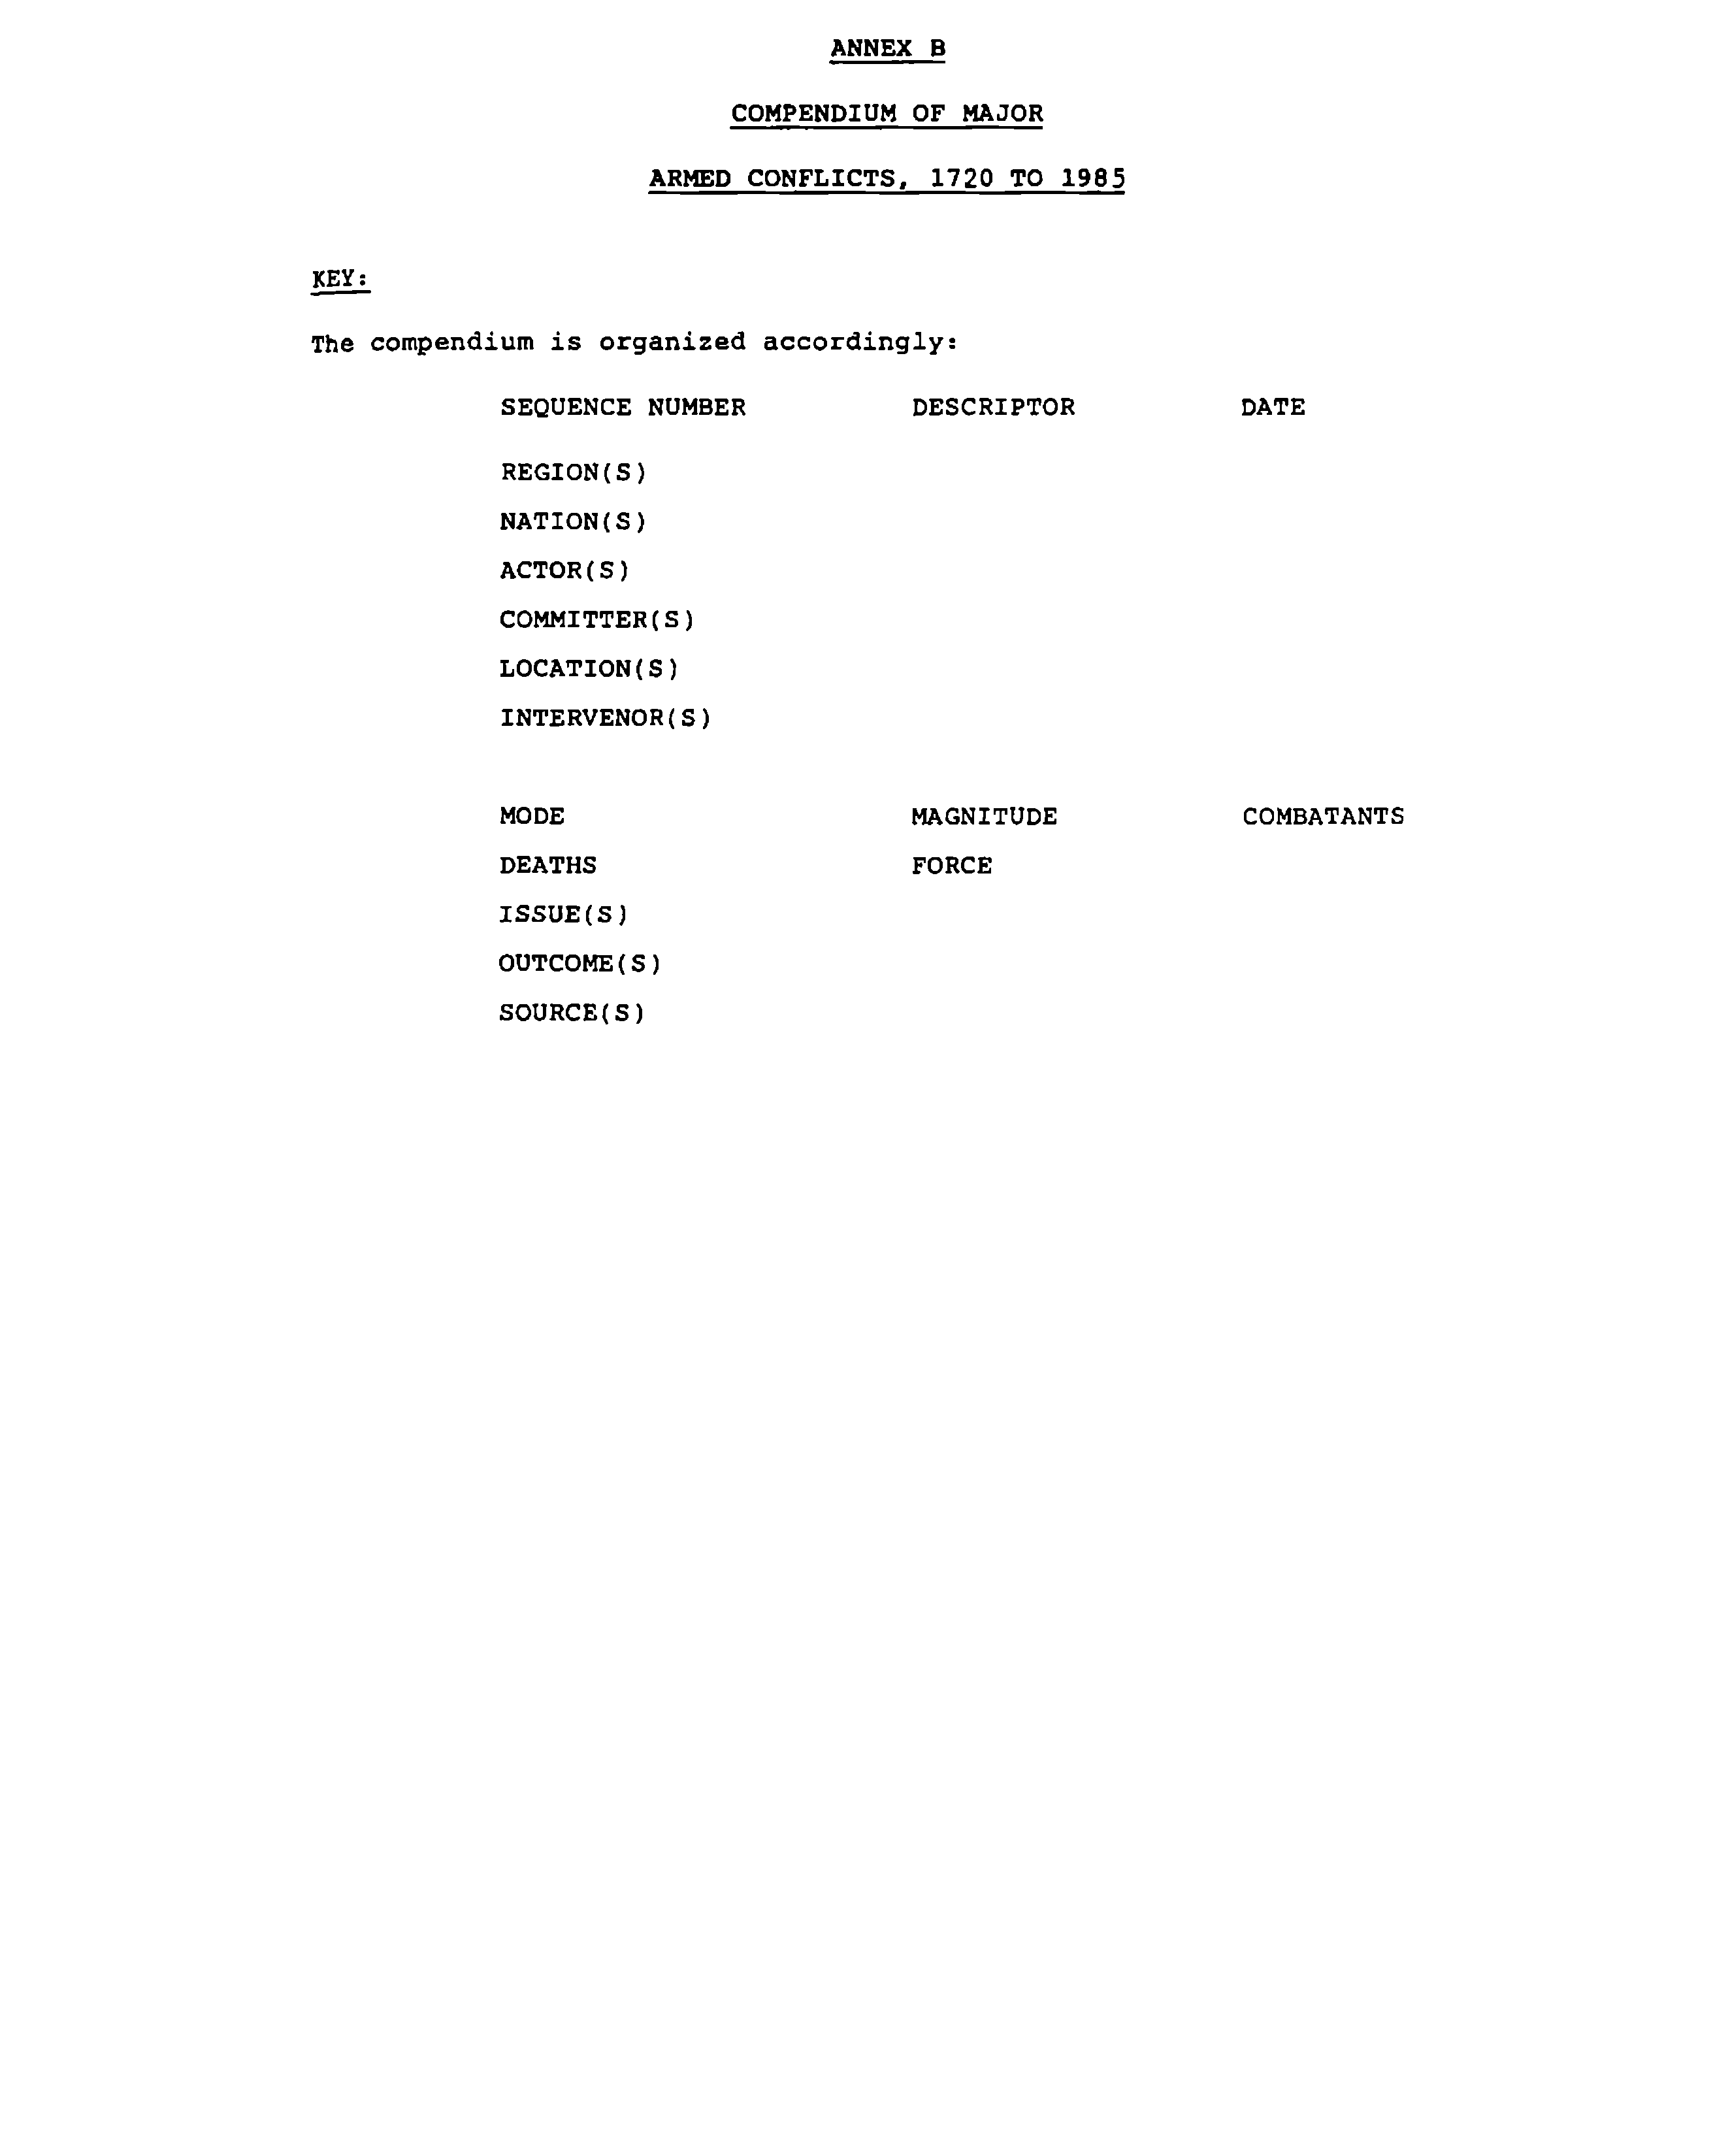 ANNEX B
COMPENDIUM OF MAJOR
ARMED CONFLICTS, 1720 TO 1985
KEY:
The compendium is organized accordingly:
SEQUENCE NUMBER DESCRIPTOR DATE
REGION(S)
NATION(S)
ACTOR(S)
COMMITTER(S)
LOCATION(S)
INTERVENOR(S)
MODE MAGNITUDE COMBATANTS
DEATHS FORCE
ISSUE(S)
OUTCOME(S)
SOURCE(S)